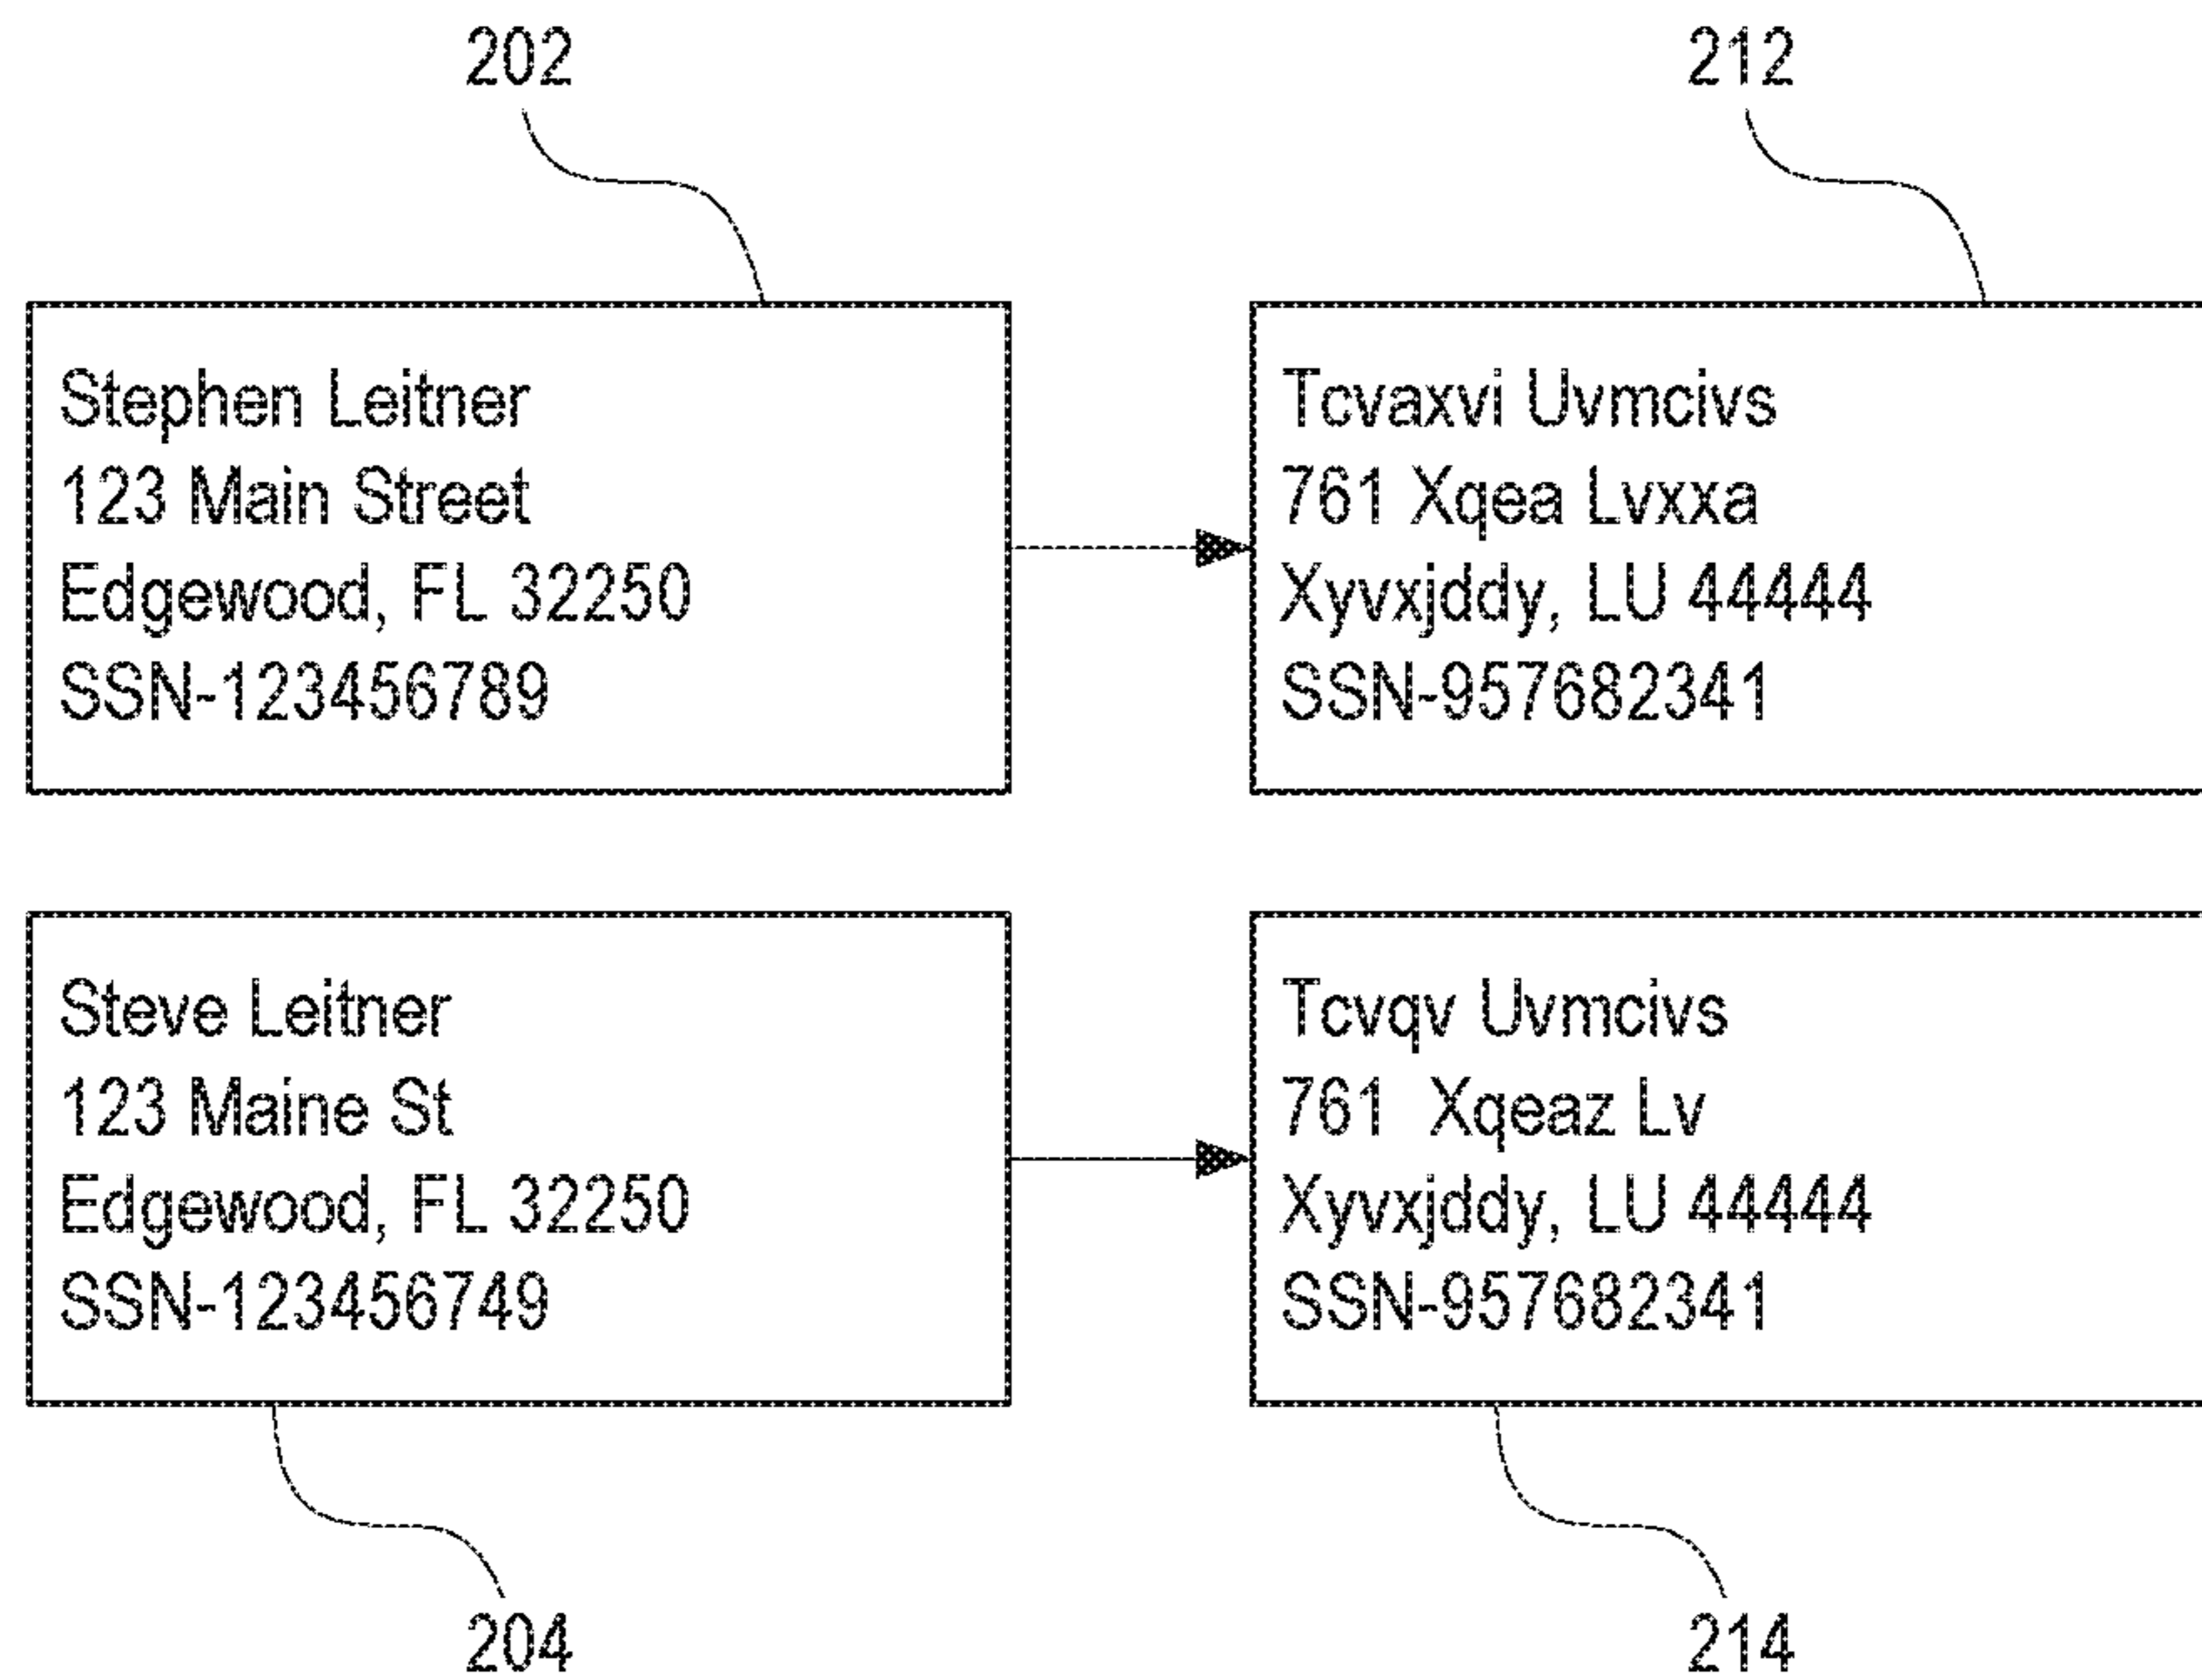 202
212
Stephen Leitner
123 Main Street
Edgewood, FL 32250
SSN-123456789
Tcvaxvi Uvmcivs
761 Xqea Lvxxa
Xyvxjddy, LU 44444
SSN-957682341
Steve Leitner
123 Maine St
Edgewood, FL 32250
SSN-123456749
Tcvqv Uvmcivs
761 Xqeaz Lv
Xyvxjddy, LU 44444
SSN-957682341
204
214